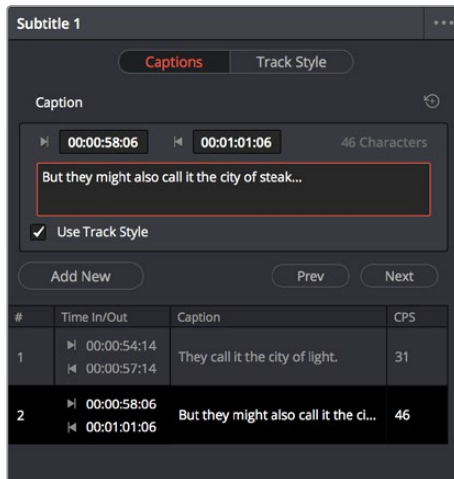 Subtitle 1
Captions Track Style
Caption
00:00:58:06 00:01:01:06 46 Characters
But they might also call it the city of steak...
Use Track Style
Add New Prev Next
# Time In/Out Caption CPS
1 00:00:54:14 They call it the city of light. 31
00:00:57:14
2 00:00:58:06 But they might also call it the ci... 46
00:01:01:06